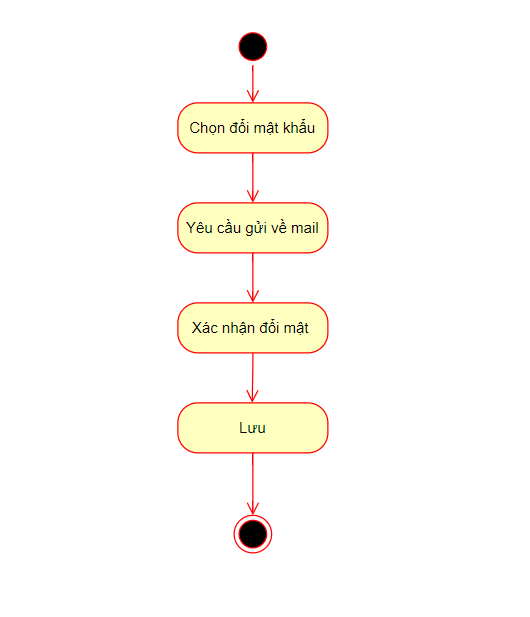 Chọn đổi mật khẩu
Yêu cầu gửi về mail
Xác nhận đổi mật
Lưu